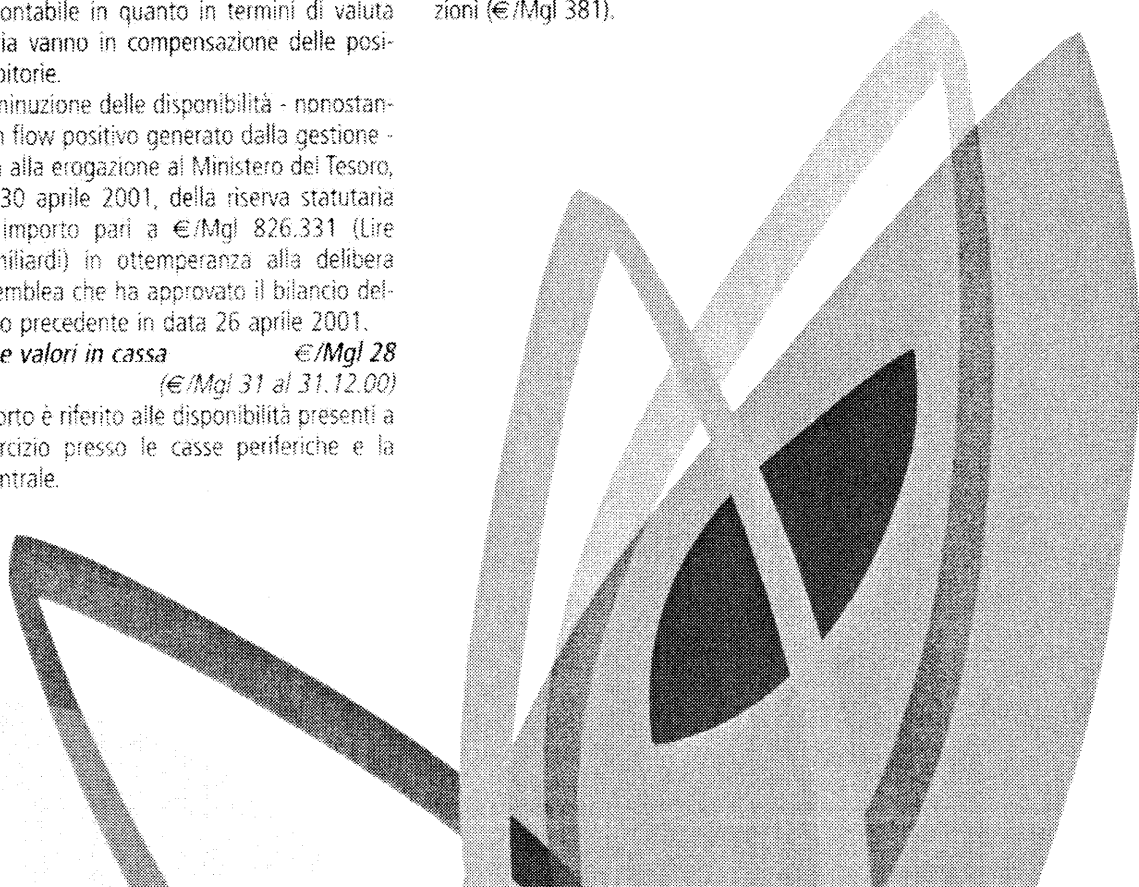 ontabile in quanto in termini di valuta
ia vanno in compensazione delle posi-
bitorie.
minuzione delle disponibilità - nonostan-
n flow positivo generato dalla gestione -
a alla erogazione al Ministero del Tesoro,
30 aprile 2001, della riserva statutaria
importo pari a €/Mgl 826.331 (Lire
niliardi) in ottemperanza alla delibera
emblea che ha approvato il bilancio del-
o precedente in data 26 aprile 2001.
e valori in cassa €/Mgl 28
(€/Mgl 31 al 31.12.00)
orto è riferito alle disponibilità presenti a
rcizio presso le casse periferiche e la
ntrale.
zioni (€/Mgl 381).